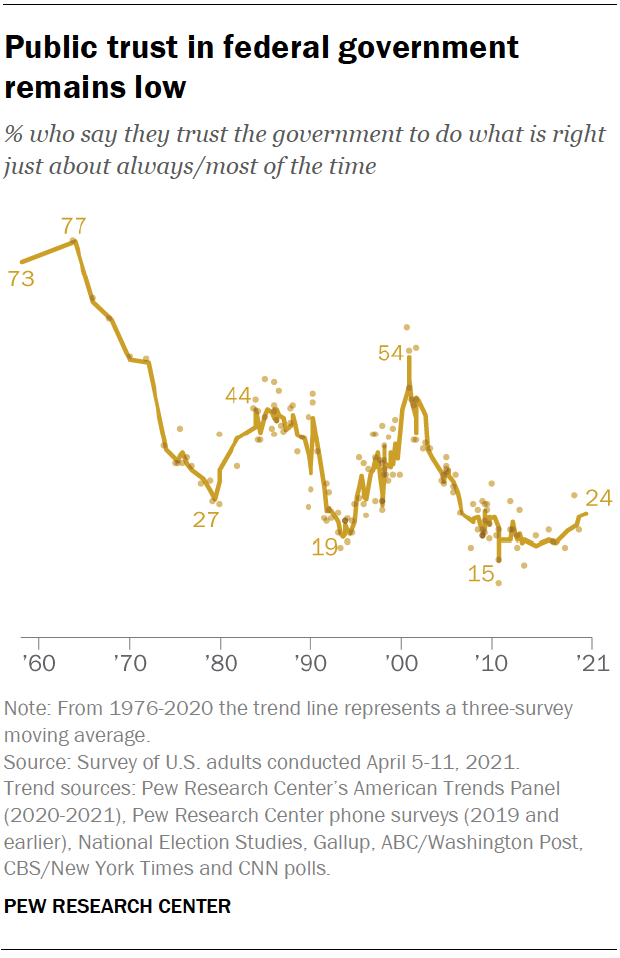 Public trust in federal government
remains low
% who say they trust the government to do what is right
just about always/most of the time
77
73
54
44
27
24
19
15
’60 ’70 ’80 ’90 ’00 ’10 ’21
Note: From 1976-2020 the trend line represents a three-survey
moving average.
Source: Survey of U.S. adults conducted April 5-11, 2021.
Trend sources: Pew Research Center’s American Trends Panel
(2020-2021), Pew Research Center phone surveys (2019 and
earlier), National Election Studies, Gallup, ABC/Washington Post,
CBS/New York Times and CNN polls.
PEW RESEARCH CENTER